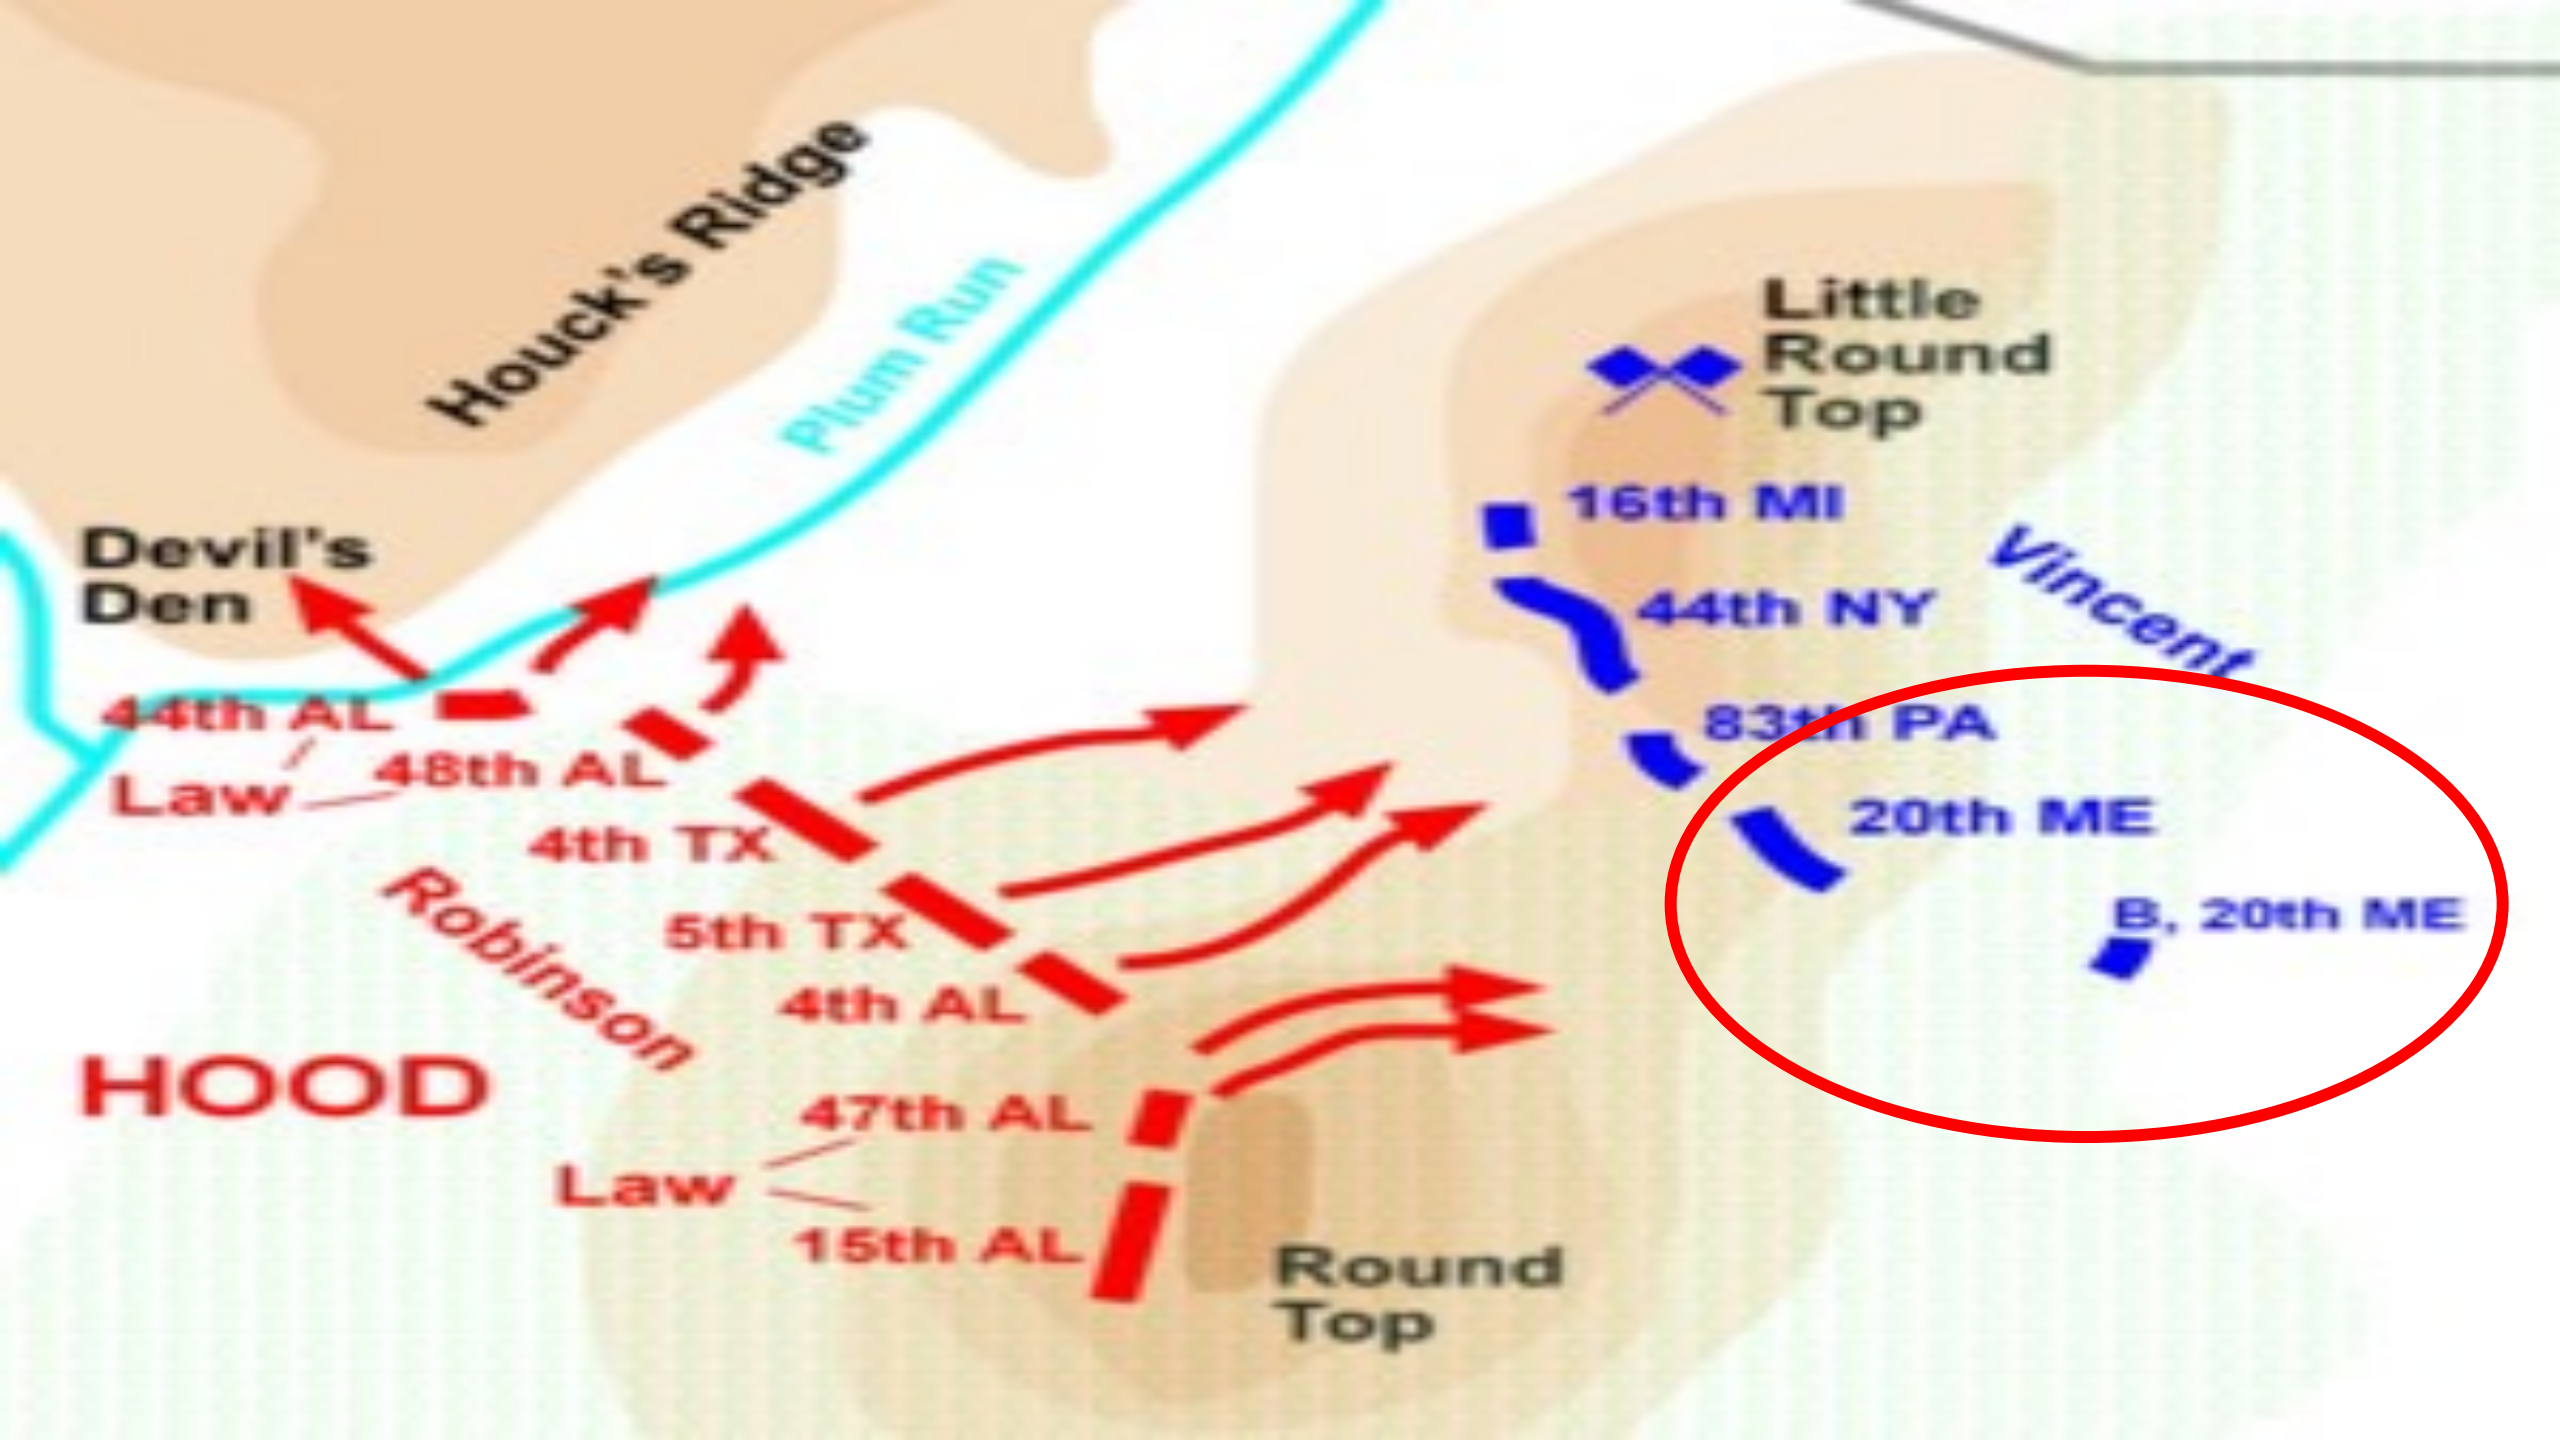 Houck's Ridge
Plum Run
Little
Round
Top
16th MI
Vincent
44th NY
Devil's
Den
83th PA
44th AL
48th AL
Law
20th ME
4th TX
B, 20th ME
5th TX
Robinson
4th AL
HOOD
47th AL
Law
15th AL
Round
Top